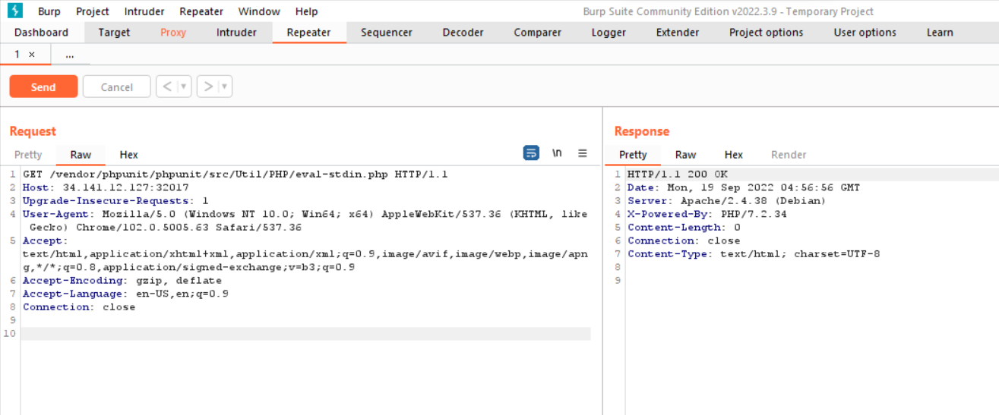 Burp Project Intruder Repeater Window Help Burp Suite Community Edition v2022.3.9 - Temporary Project
Dashboard Target Proxy Intruder Repeater Sequencer Decoder Comparer Logger Extender Project options User options Learn
1 × ...
Send Cancel < ▼ > ▼
Request
Pretty Raw Hex \n ≡
1 GET /vendor/phpunit/phpunit/src/Util/PHP/eval-stdin.php HTTP/1.1
2 Host: 34.141.12.127:32017
3 Upgrade-Insecure-Requests: 1
4 User-Agent: Mozilla/5.0 (Windows NT 10.0; Win64; x64) AppleWebKit/537.36 (KHTML, like
Gecko) Chrome/102.0.5005.63 Safari/537.36
5 Accept:
text/html,application/xhtml+xml,application/xml;q=0.9,image/avif,image/webp,image/apn
g,*/*;q=0.8,application/signed-exchange;v=b3;q=0.9
6 Accept-Encoding: gzip, deflate
7 Accept-Language: en-US,en;q=0.9
8 Connection: close
9
10
Response
Pretty Raw Hex Render
1 HTTP/1.1 200 OK
2 Date: Mon, 19 Sep 2022 04:56:56 GMT
3 Server: Apache/2.4.38 (Debian)
4 X-Powered-By: PHP/7.2.34
5 Content-Length: 0
6 Connection: close
7 Content-Type: text/html; charset=UTF-8
8
9